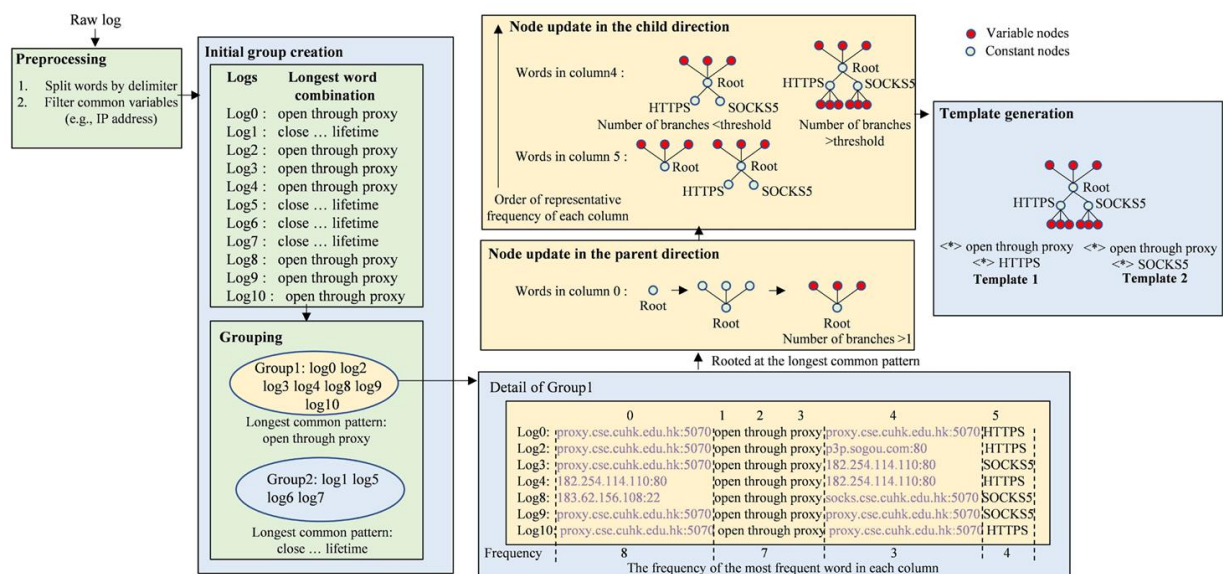 Raw log
Preprocessing
1. Split words by delimiter
2. Filter common variables
(e.g., IP address)
Initial group creation
Logs Longest word
combination
Log0 : open through proxy
Log1 : close ... lifetime
Log2 : open through proxy
Log3 : open through proxy
Log4 : open through proxy
Log5 : close ... lifetime
Log6 : close ... lifetime
Log7 : close ... lifetime
Log8 : open through proxy
Log9 : open through proxy
Log10 : open through proxy
Grouping
Group1: log0 log2
log3 log4 log8 log9
log10
Longest common pattern:
open through proxy
Group2: log1 log5
log6 log7
Longest common pattern:
close ... lifetime
Node update in the child direction
Words in column4 :
Root
HTTPS SOCKS5
Number of branches <threshold
Root
HTTPS SOCKS5
Number of branches
>threshold
Words in column 5 :
Root
Root
HTTPS SOCKS5
Order of representative
frequency of each column
Node update in the parent direction
Words in column 0 :
Root
Root
Root
Number of branches >1
Rooted at the longest common pattern
Detail of Group1
0 1 2 3 4 5
Log0: proxy.cse.cuhk.edu.hk:5070 open through proxy proxy.cse.cuhk.edu.hk:5070 HTTPS
Log2: proxy.cse.cuhk.edu.hk:5070 open through proxy p3p.sogou.com:80
Log3: proxy.cse.cuhk.edu.hk:5070 open through proxy 182.254.114.110:80 SOCKS5
Log4: 182.254.114.110:80 open through proxy 182.254.114.110:80 HTTPS
Log8: 183.62.156.108:22 open through proxy socks.cse.cuhk.edu.hk:5070 SOCKS5
Log9: proxy.cse.cuhk.edu.hk:5070 open through proxy proxy.cse.cuhk.edu.hk:5070 SOCKS5
Log10: proxy.cse.cuhk.edu.hk:5070 open through proxy proxy.cse.cuhk.edu.hk:5070 HTTPS
Frequency 8 7 3 4
The frequency of the most frequent word in each column
Variable nodes
Constant nodes
Template generation
Root
HTTPS SOCKS5
<*> open through proxy
<*> HTTPS
Template 1
<*> open through proxy
<*> SOCKS5
Template 2